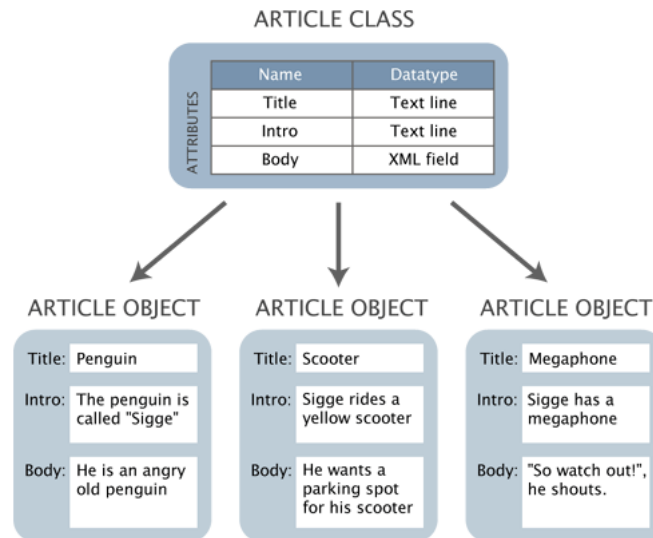 ARTICLE CLASS
ATTRIBUTES
Name Datatype
Title Text line
Intro Text line
Body XML field
ARTICLE OBJECT
Title: Penguin
Intro: The penguin is
called "Sigge"
Body: He is an angry
old penguin
ARTICLE OBJECT
Title: Scooter
Intro: Sigge rides a
yellow scooter
Body: He wants a
parking spot
for his scooter
ARTICLE OBJECT
Title: Megaphone
Intro: Sigge has a
megaphone
Body: "So watch out!",
he shouts.